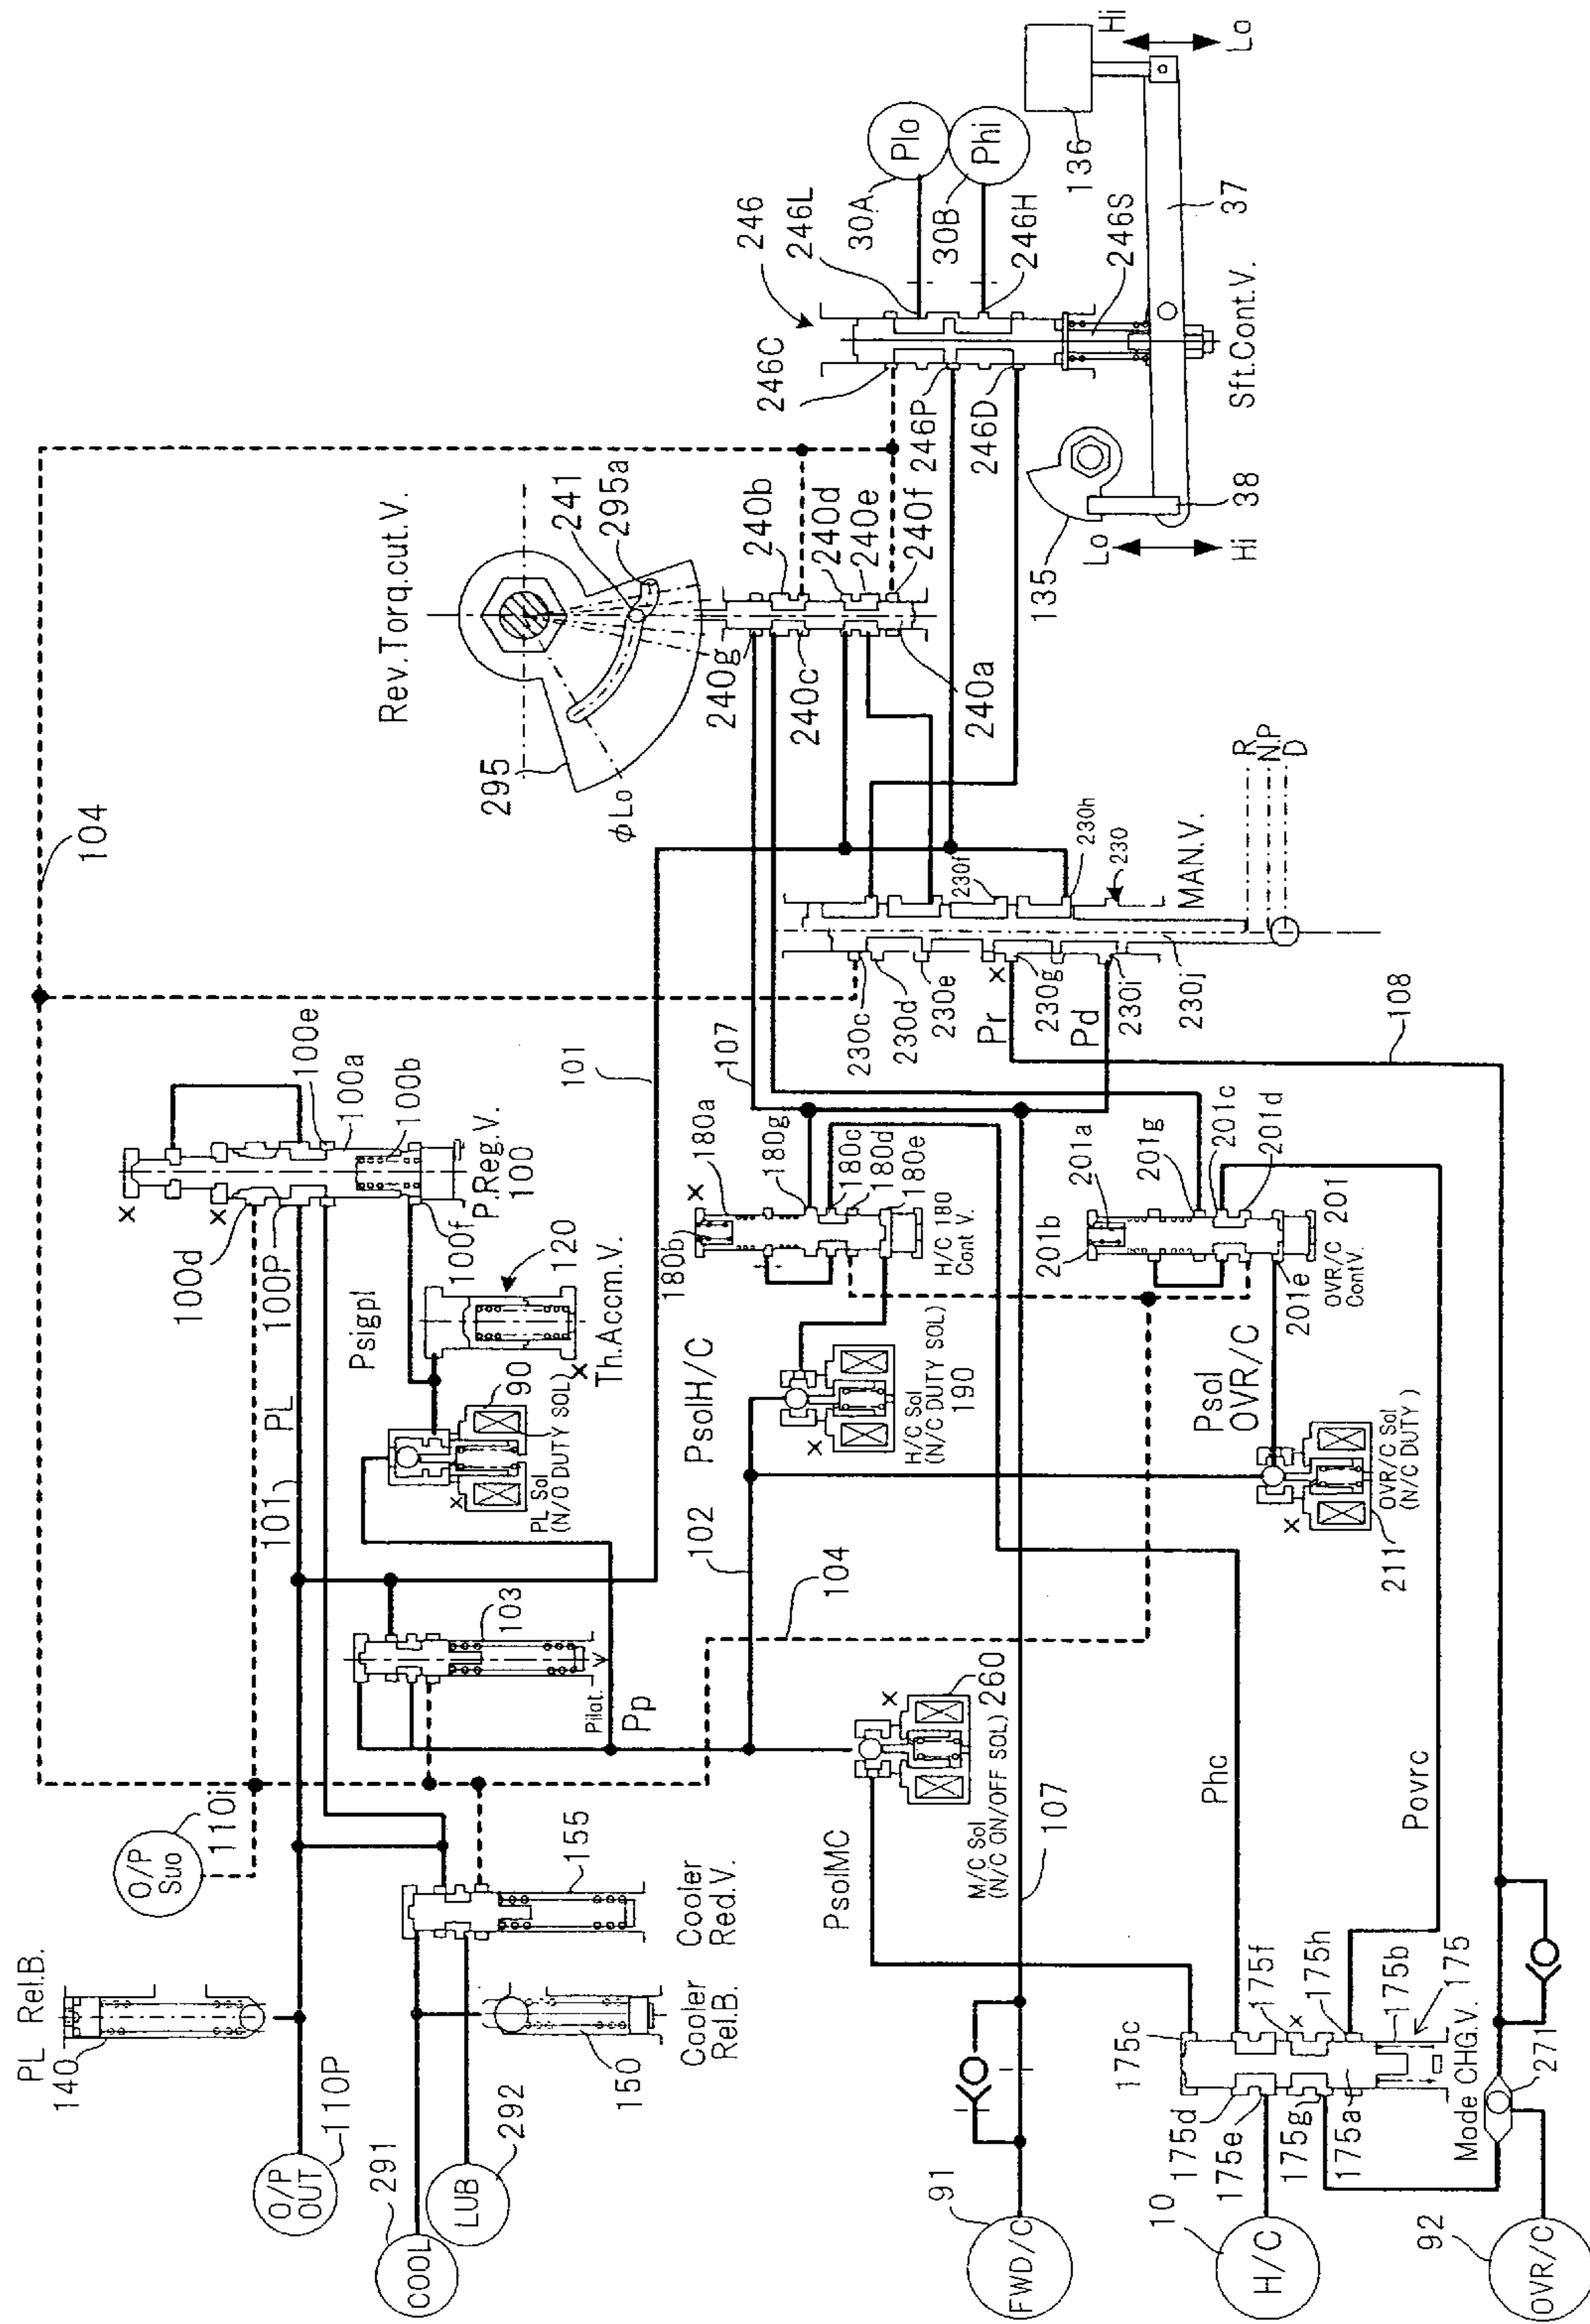 PL Rel.B.
140
O/P OUT
110P
291
COOL
LUB
292
Cooler Rel.B.
150
Cooler Red.V.
155
O/P Suo
110i
103
Pilot. V
Pp
101
PL
Psigpl
PL Sol
(N/O DUTY SOL)
90
x
Th.Accm.V.
x
120
100d
100P
100f
P.Reg.V.
100
100e
100a
100b
x
x
104
101
102
104
107
PsolH/C
H/C Sol
(N/C DUTY SOL)
190
x
180b
180a
x
180g
180c
180d
180e
H/C 180
Cont V.
Psol
OVR/C
OVR/C Sol
(N/C DUTY )
211
x
201b
201a
201g
201c
201d
201e
OVR/C 201
ContV.
PsolMC
M/C Sol
(N/C ON/OFF SOL) 260
x
107
Phc
Povrc
91
FWD/C
10
H/C
92
OVR/C
175c
175d
175e
175f
175g
x
175h
175a
175b
175
Mode CHG.V.
271
108
Pr
Pd
x
230c
230d
230e
230f
230g
230h
230i
230j
230
MAN.V.
R
N
P
D
Rev.Torq.cut.V.
295
φLo
241
295a
240g
240b
240c
240d
240e
240f
240a
246
246L
246C
246P
246D
246H
246S
30A
Plo
30B
Phi
136
Hi
Lo
37
Sft.Cont.V.
38
135
Lo
Hi